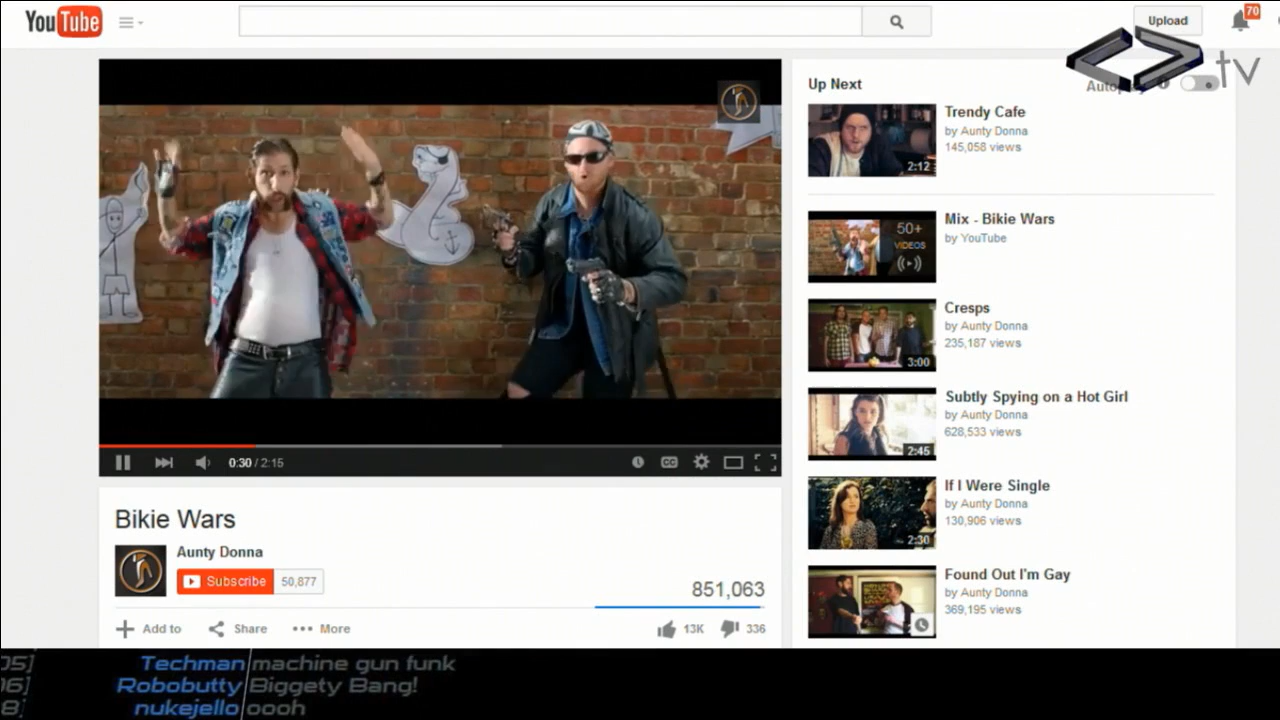 YouTube
Upload
70
tv
Up Next
Trendy Cafe
by Aunty Donna
145,058 views
2:12
Mix - Bikie Wars
by YouTube
50+
VIDEOS
Cresps
by Aunty Donna
235,187 views
3:00
Subtly Spying on a Hot Girl
by Aunty Donna
628,533 views
2:45
If I Were Single
by Aunty Donna
130,906 views
2:30
Found Out I'm Gay
by Aunty Donna
369,195 views
0:30 / 2:15
CC
Bikie Wars
Aunty Donna
Subscribe 50,877
851,063
Add to Share More 13K 336
05] Techman machine gun funk
06] Robobutty Biggety Bang!
8] nukejello oooh